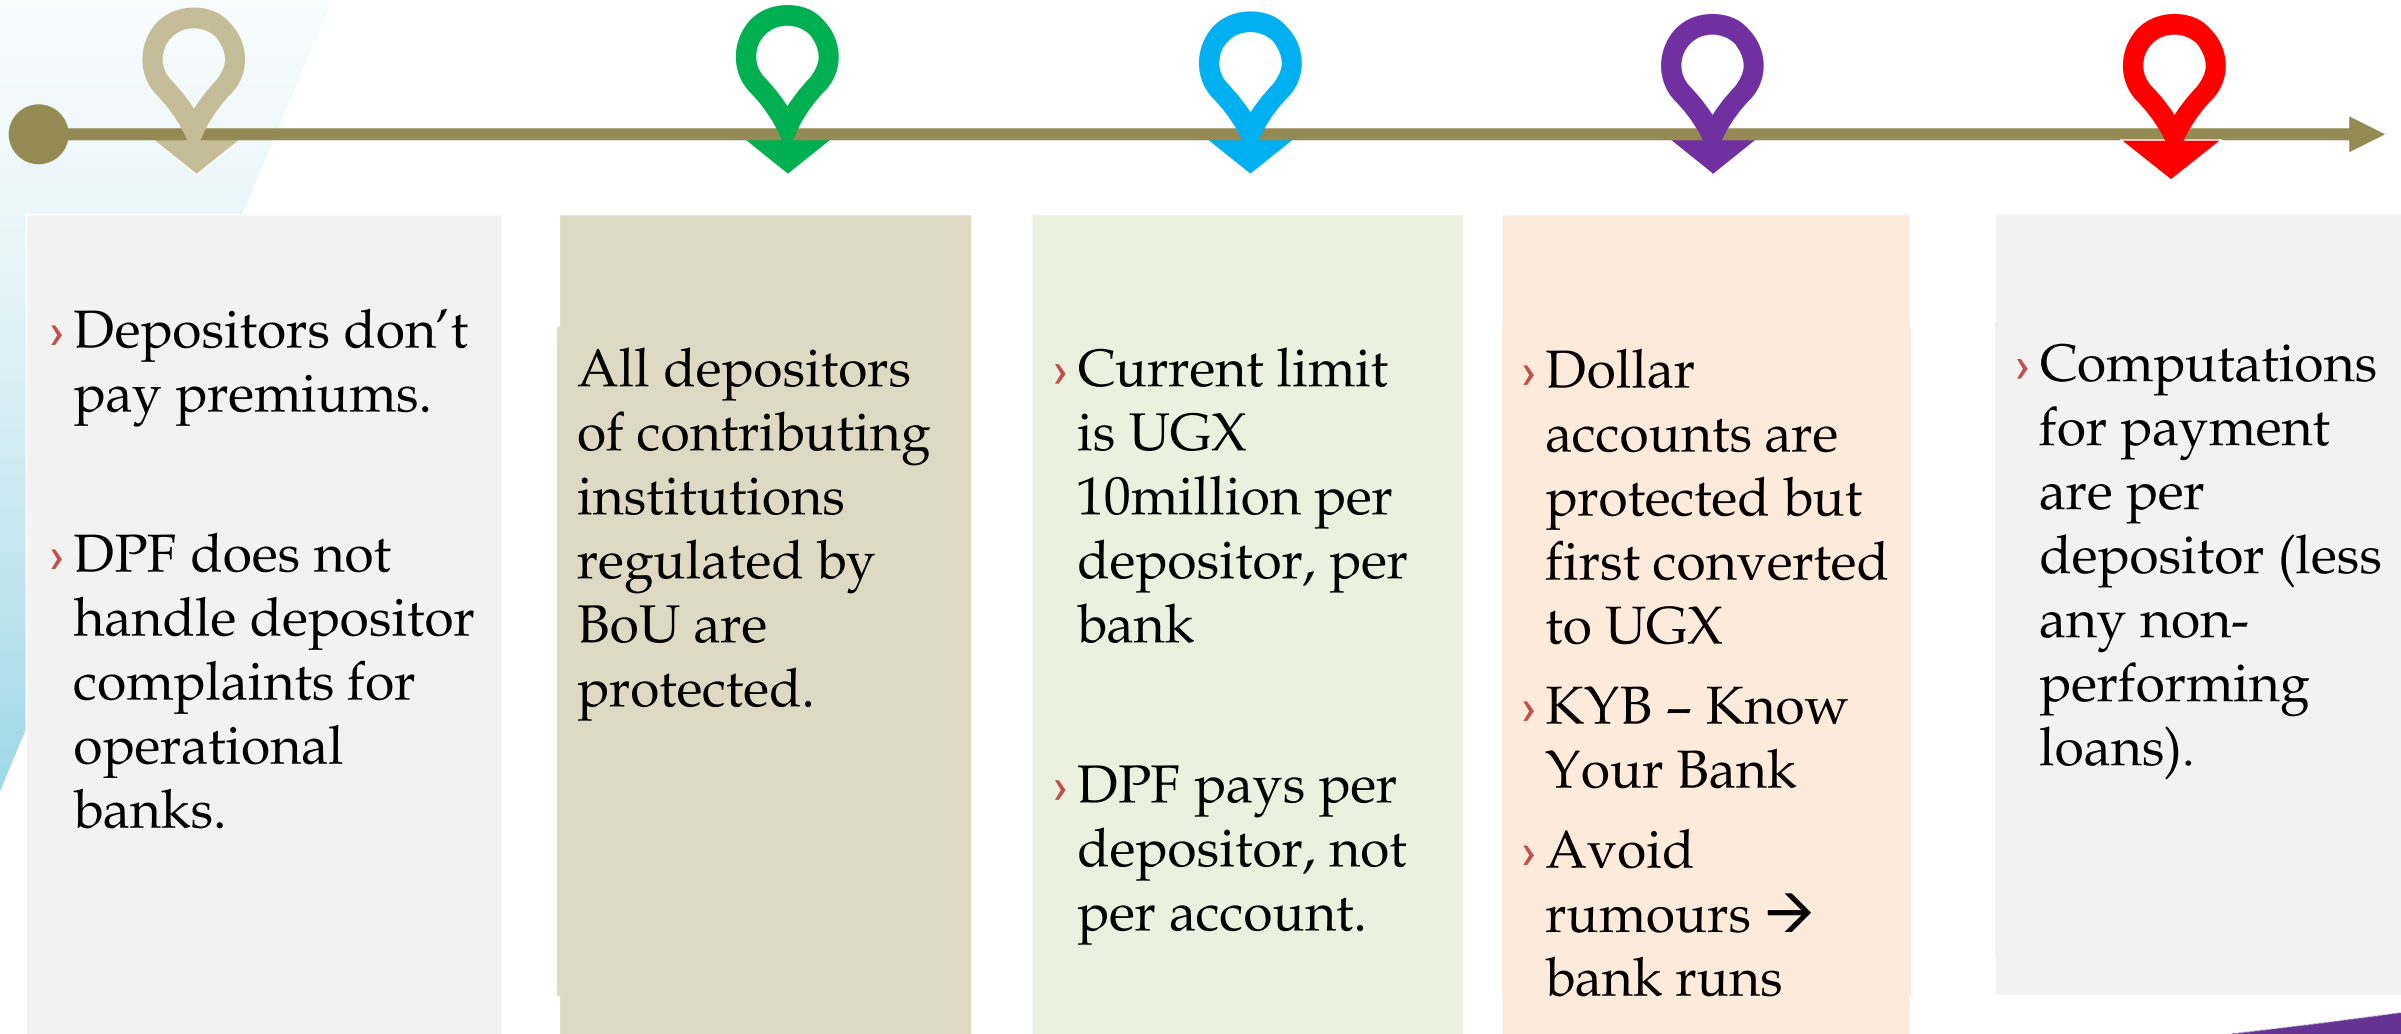 › Depositors don’t
pay premiums.
› DPF does not
handle depositor
complaints for
operational
banks.
All depositors
of contributing
institutions
regulated by
BoU are
protected.
› Current limit
is UGX
10million per
depositor, per
bank
› DPF pays per
depositor, not
per account.
› Dollar
accounts are
protected but
first converted
to UGX
› KYB – Know
Your Bank
› Avoid
rumours →
bank runs
› Computations
for payment
are per
depositor (less
any non-
performing
loans).